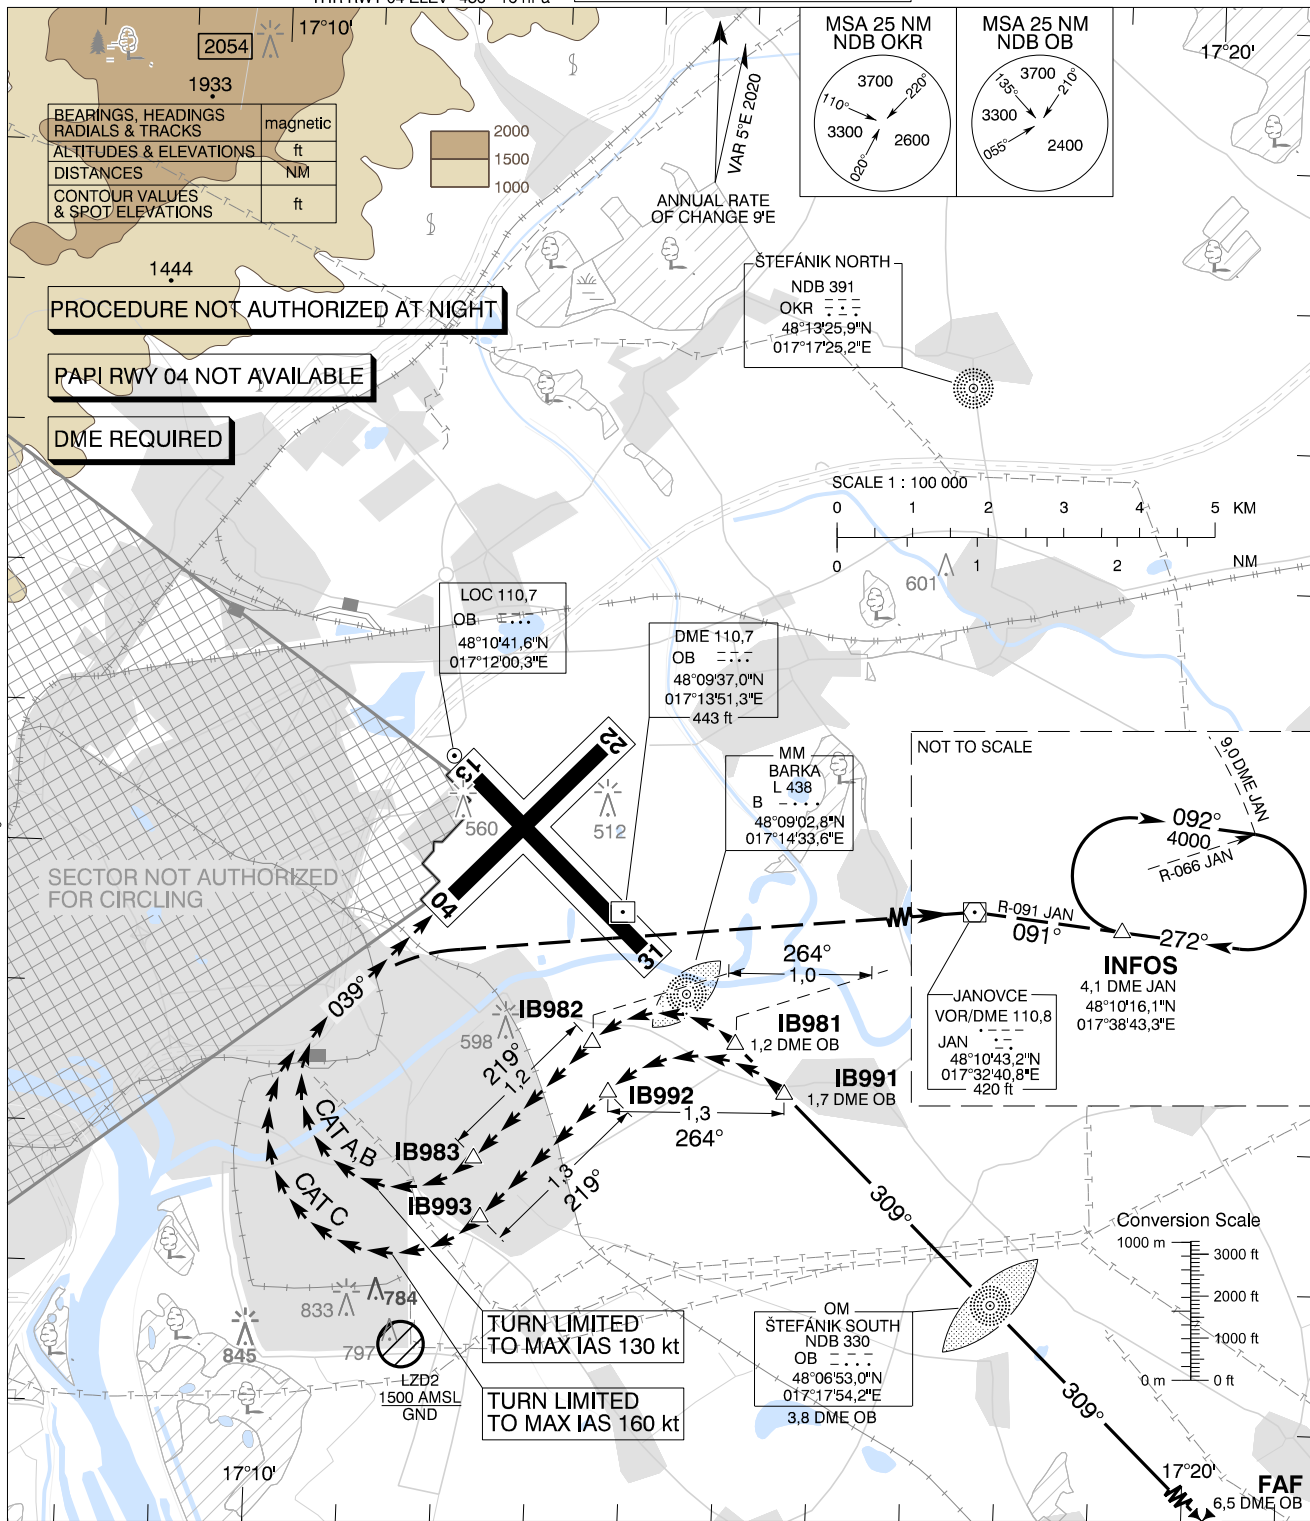 17°10'
2054
1933
BEARINGS, HEADINGS
RADIALS & TRACKS
magnetic
ALTITUDES & ELEVATIONS
ft
DISTANCES
NM
CONTOUR VALUES
& SPOT ELEVATIONS
ft
2000
1500
1000
VAR 5°E 2020
ANNUAL RATE
OF CHANGE 9'E
MSA 25 NM
NDB OKR
3700
110°
220°
3300
2600
020°
MSA 25 NM
NDB OB
3700
135°
210°
3300
055°
2400
17°20'
1444
PROCEDURE NOT AUTHORIZED AT NIGHT
PAPI RWY 04 NOT AVAILABLE
DME REQUIRED
ŠTEFÁNIK NORTH
NDB 391
OKR
48°13'25,9"N
017°17'25,2"E
SCALE 1 : 100 000
0 1 2 3 4 5 KM
0 1 2 NM
601
LOC 110,7
OB
48°10'41,6"N
017°12'00,3"E
DME 110,7
OB
48°09'37,0"N
017°13'51,3"E
443 ft
MM
BARKA
L 438
B
48°09'02,8"N
017°14'33,6"E
13
22
04
31
560
512
SECTOR NOT AUTHORIZED
FOR CIRCLING
NOT TO SCALE
9,0 DME JAN
092°
4000
R-066 JAN
R-091 JAN
091°
272°
INFOS
4,1 DME JAN
48°10'16,1"N
017°38'43,3"E
JANOVCE
VOR/DME 110,8
JAN
48°10'43,2"N
017°32'40,8"E
420 ft
039°
264°
1,0
IB982
IB981
1,2 DME OB
598
219°
1,2
IB991
1,7 DME OB
IB992
1,3
264°
IB983
IB993
1,3
219°
CAT A,B
CAT C
309°
Conversion Scale
1000 m
3000 ft
2000 ft
1000 ft
0 m
0 ft
833
784
845
797
LZD2
1500 AMSL
GND
TURN LIMITED
TO MAX IAS 130 kt
TURN LIMITED
TO MAX IAS 160 kt
OM
ŠTEFÁNIK SOUTH
NDB 330
OB
48°06'53,0"N
017°17'54,2"E
3,8 DME OB
309°
17°10'
17°20'
FAF
6,5 DME OB